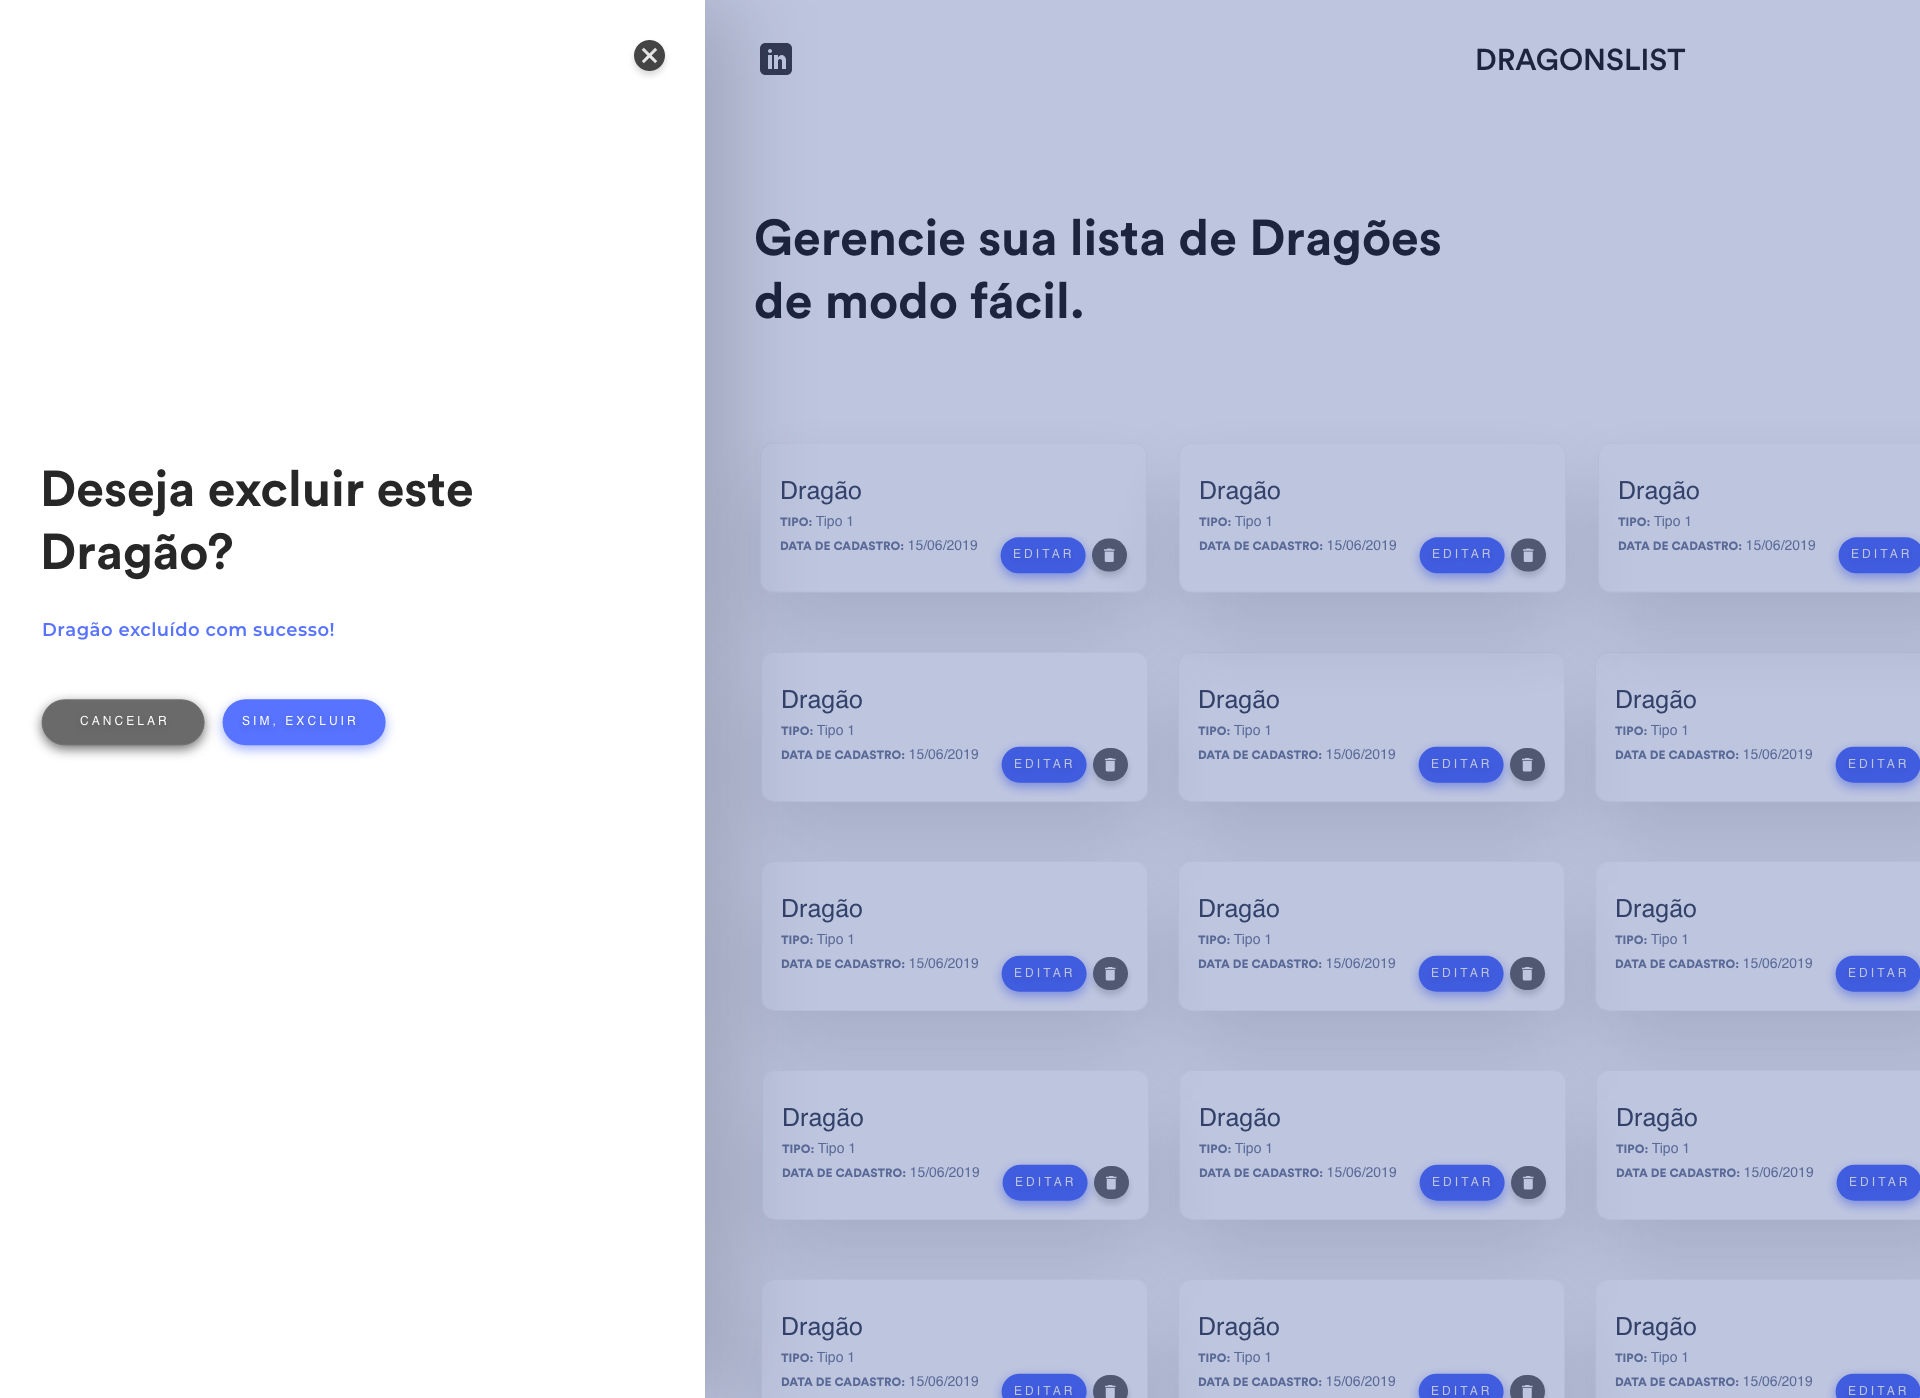 Deseja excluir este
Dragão?
Dragão excluído com sucesso!
CANCELAR SIM, EXCLUIR
in DRAGONSLIST
Gerencie sua lista de Dragões
de modo fácil.
Dragão Dragão Dragão
TIPO: Tipo 1 TIPO: Tipo 1 TIPO: Tipo 1
DATA DE CADASTRO: 15/06/2019 EDITAR DATA DE CADASTRO: 15/06/2019 EDITAR DATA DE CADASTRO: 15/06/2019 EDITAR
Dragão Dragão Dragão
TIPO: Tipo 1 TIPO: Tipo 1 TIPO: Tipo 1
DATA DE CADASTRO: 15/06/2019 EDITAR DATA DE CADASTRO: 15/06/2019 EDITAR DATA DE CADASTRO: 15/06/2019 EDITAR
Dragão Dragão Dragão
TIPO: Tipo 1 TIPO: Tipo 1 TIPO: Tipo 1
DATA DE CADASTRO: 15/06/2019 EDITAR DATA DE CADASTRO: 15/06/2019 EDITAR DATA DE CADASTRO: 15/06/2019 EDITAR
Dragão Dragão Dragão
TIPO: Tipo 1 TIPO: Tipo 1 TIPO: Tipo 1
DATA DE CADASTRO: 15/06/2019 EDITAR DATA DE CADASTRO: 15/06/2019 EDITAR DATA DE CADASTRO: 15/06/2019 EDITAR
Dragão Dragão Dragão
TIPO: Tipo 1 TIPO: Tipo 1 TIPO: Tipo 1
DATA DE CADASTRO: 15/06/2019 EDITAR DATA DE CADASTRO: 15/06/2019 EDITAR DATA DE CADASTRO: 15/06/2019 EDITAR